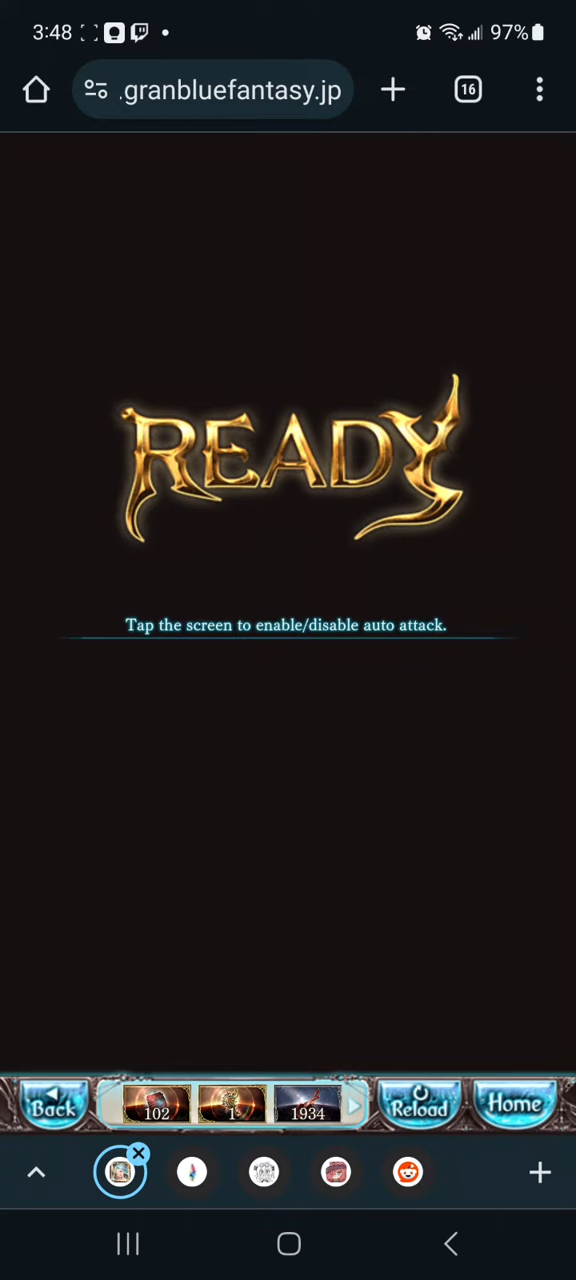 3:48
97%
.granbluefantasy.jp
16
READY
Tap the screen to enable/disable auto attack.
Back
102
1
1934
Reload
Home